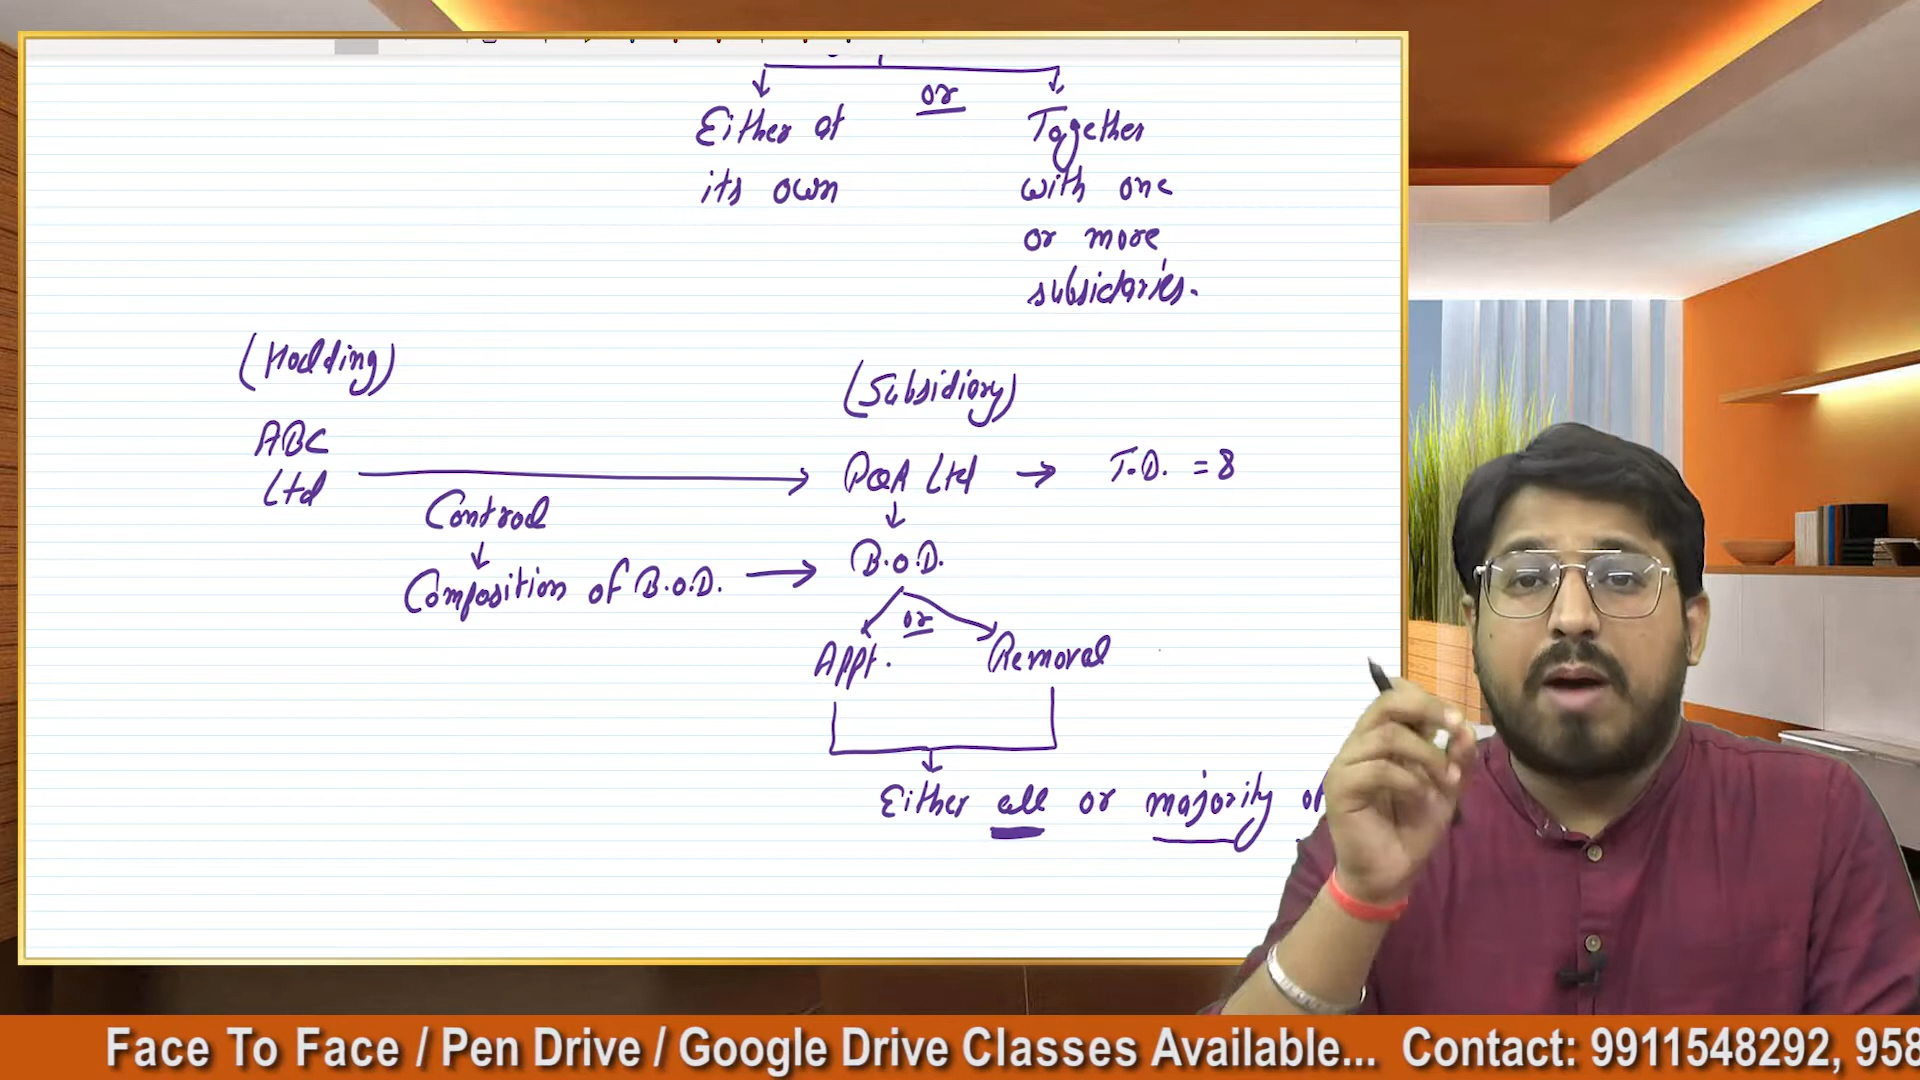 or
Either at
its own
Together
with one
or more
subsidiaries.
(Holding)
ABC
Ltd
Control
Composition of B.O.D.
(Subsidiary)
PQR Ltd → T.D. = 8
B.O.D.
or
Appt.
Removal
Either all or majority of
Face To Face / Pen Drive / Google Drive Classes Available... Contact: 9911548292, 958